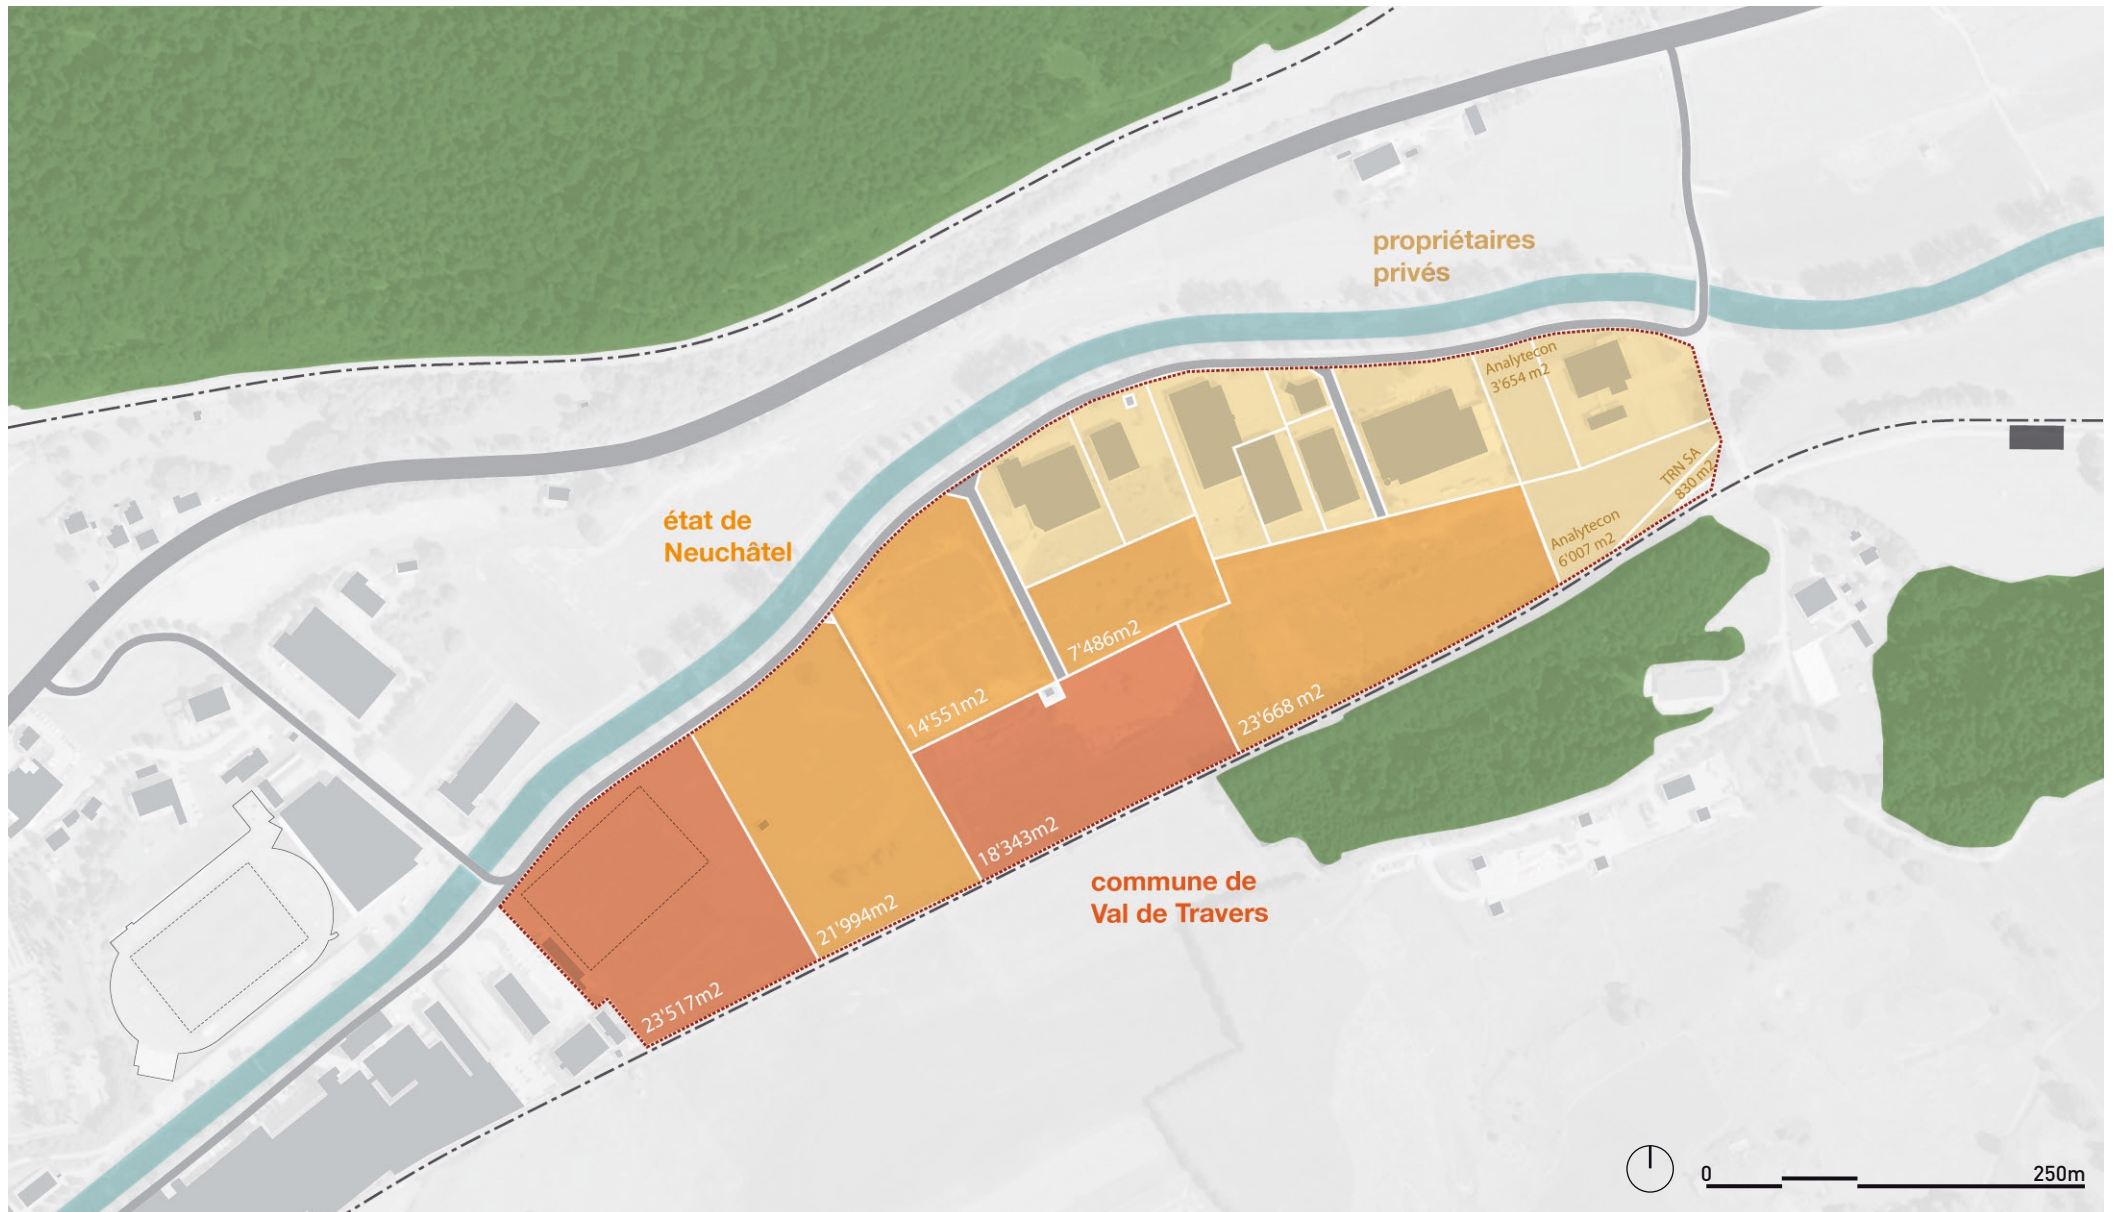 propriétaires
privés
Analytecon
3'654 m2
TRN SA
830 m2
Analytecon
6'007 m2
état de
Neuchâtel
7'486m2
14'551m2
23'668 m2
18'343m2
commune de
Val de Travers
21'994m2
23'517m2
0 250m